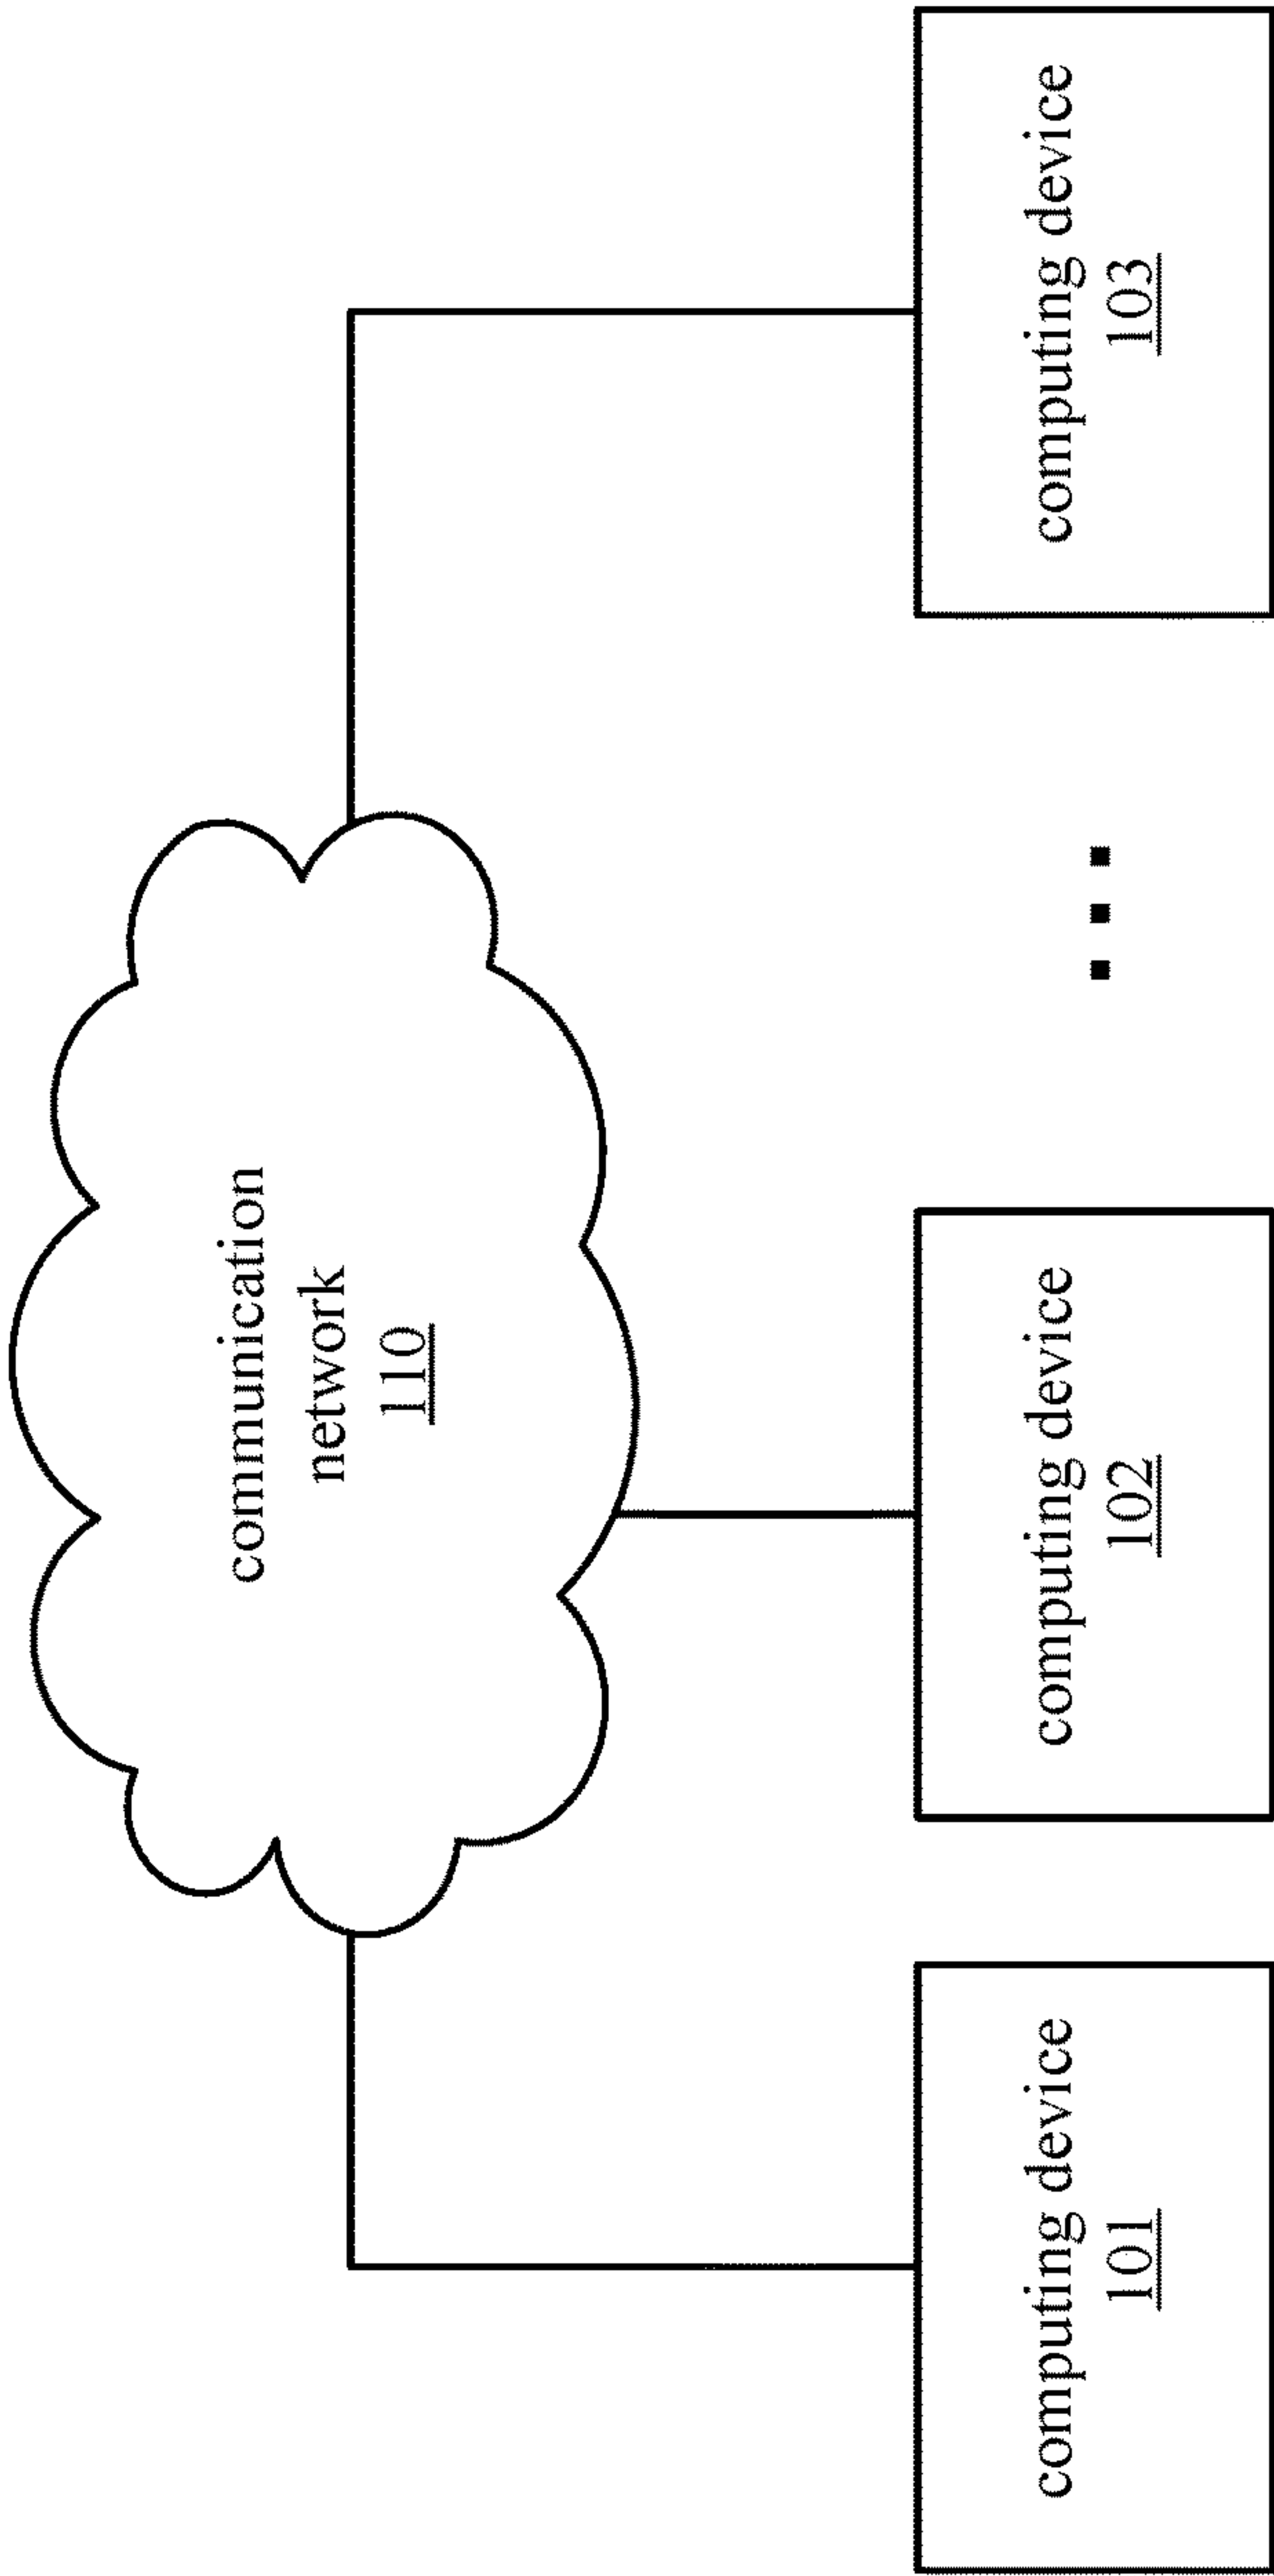 communication
network
110
computing device
101
computing device
102
computing device
103